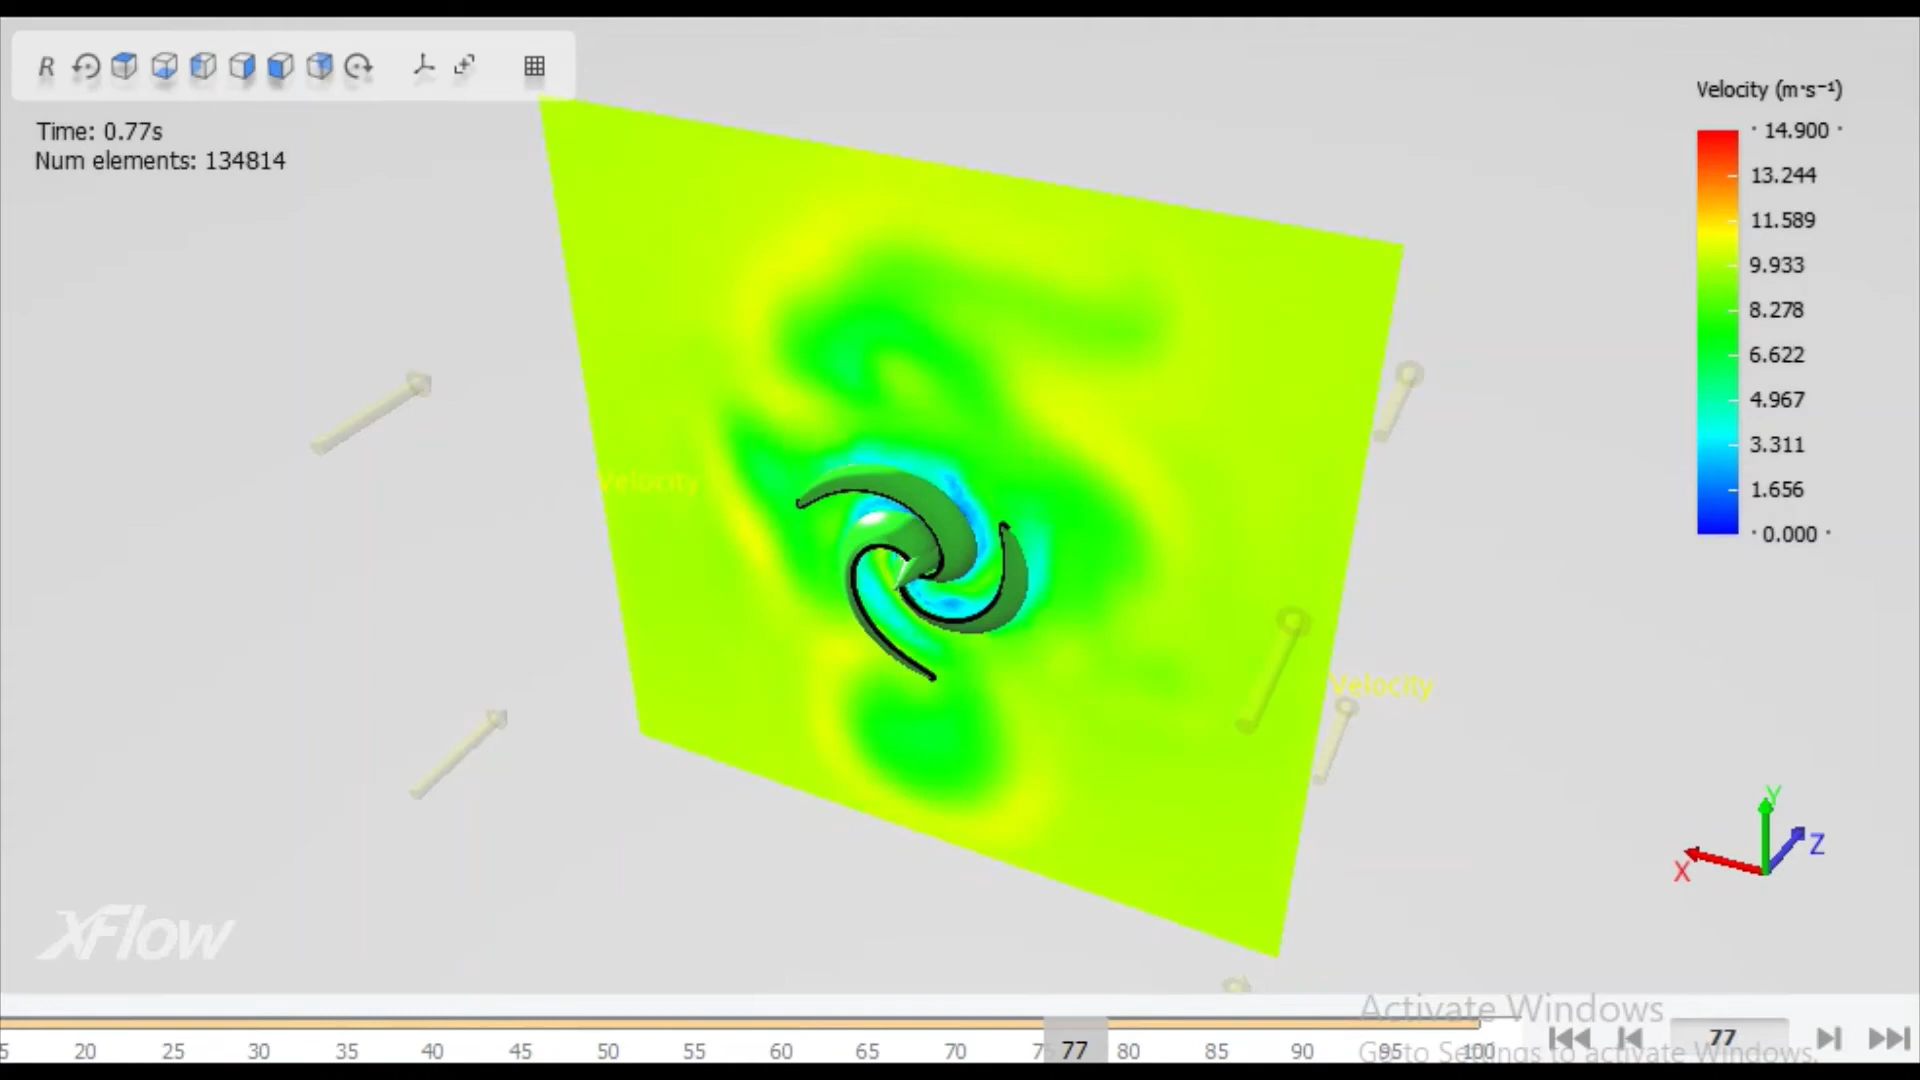 R
Time: 0.77s
Num elements: 134814
Velocity (m·s⁻¹)
14.900
13.244
11.589
9.933
8.278
6.622
4.967
3.311
1.656
0.000
Velocity
Velocity
Y
Z
X
XFlow
Activate Windows
Go to Settings to activate Windows.
5 20 25 30 35 40 45 50 55 60 65 70 77 80 85 90 95 100
77